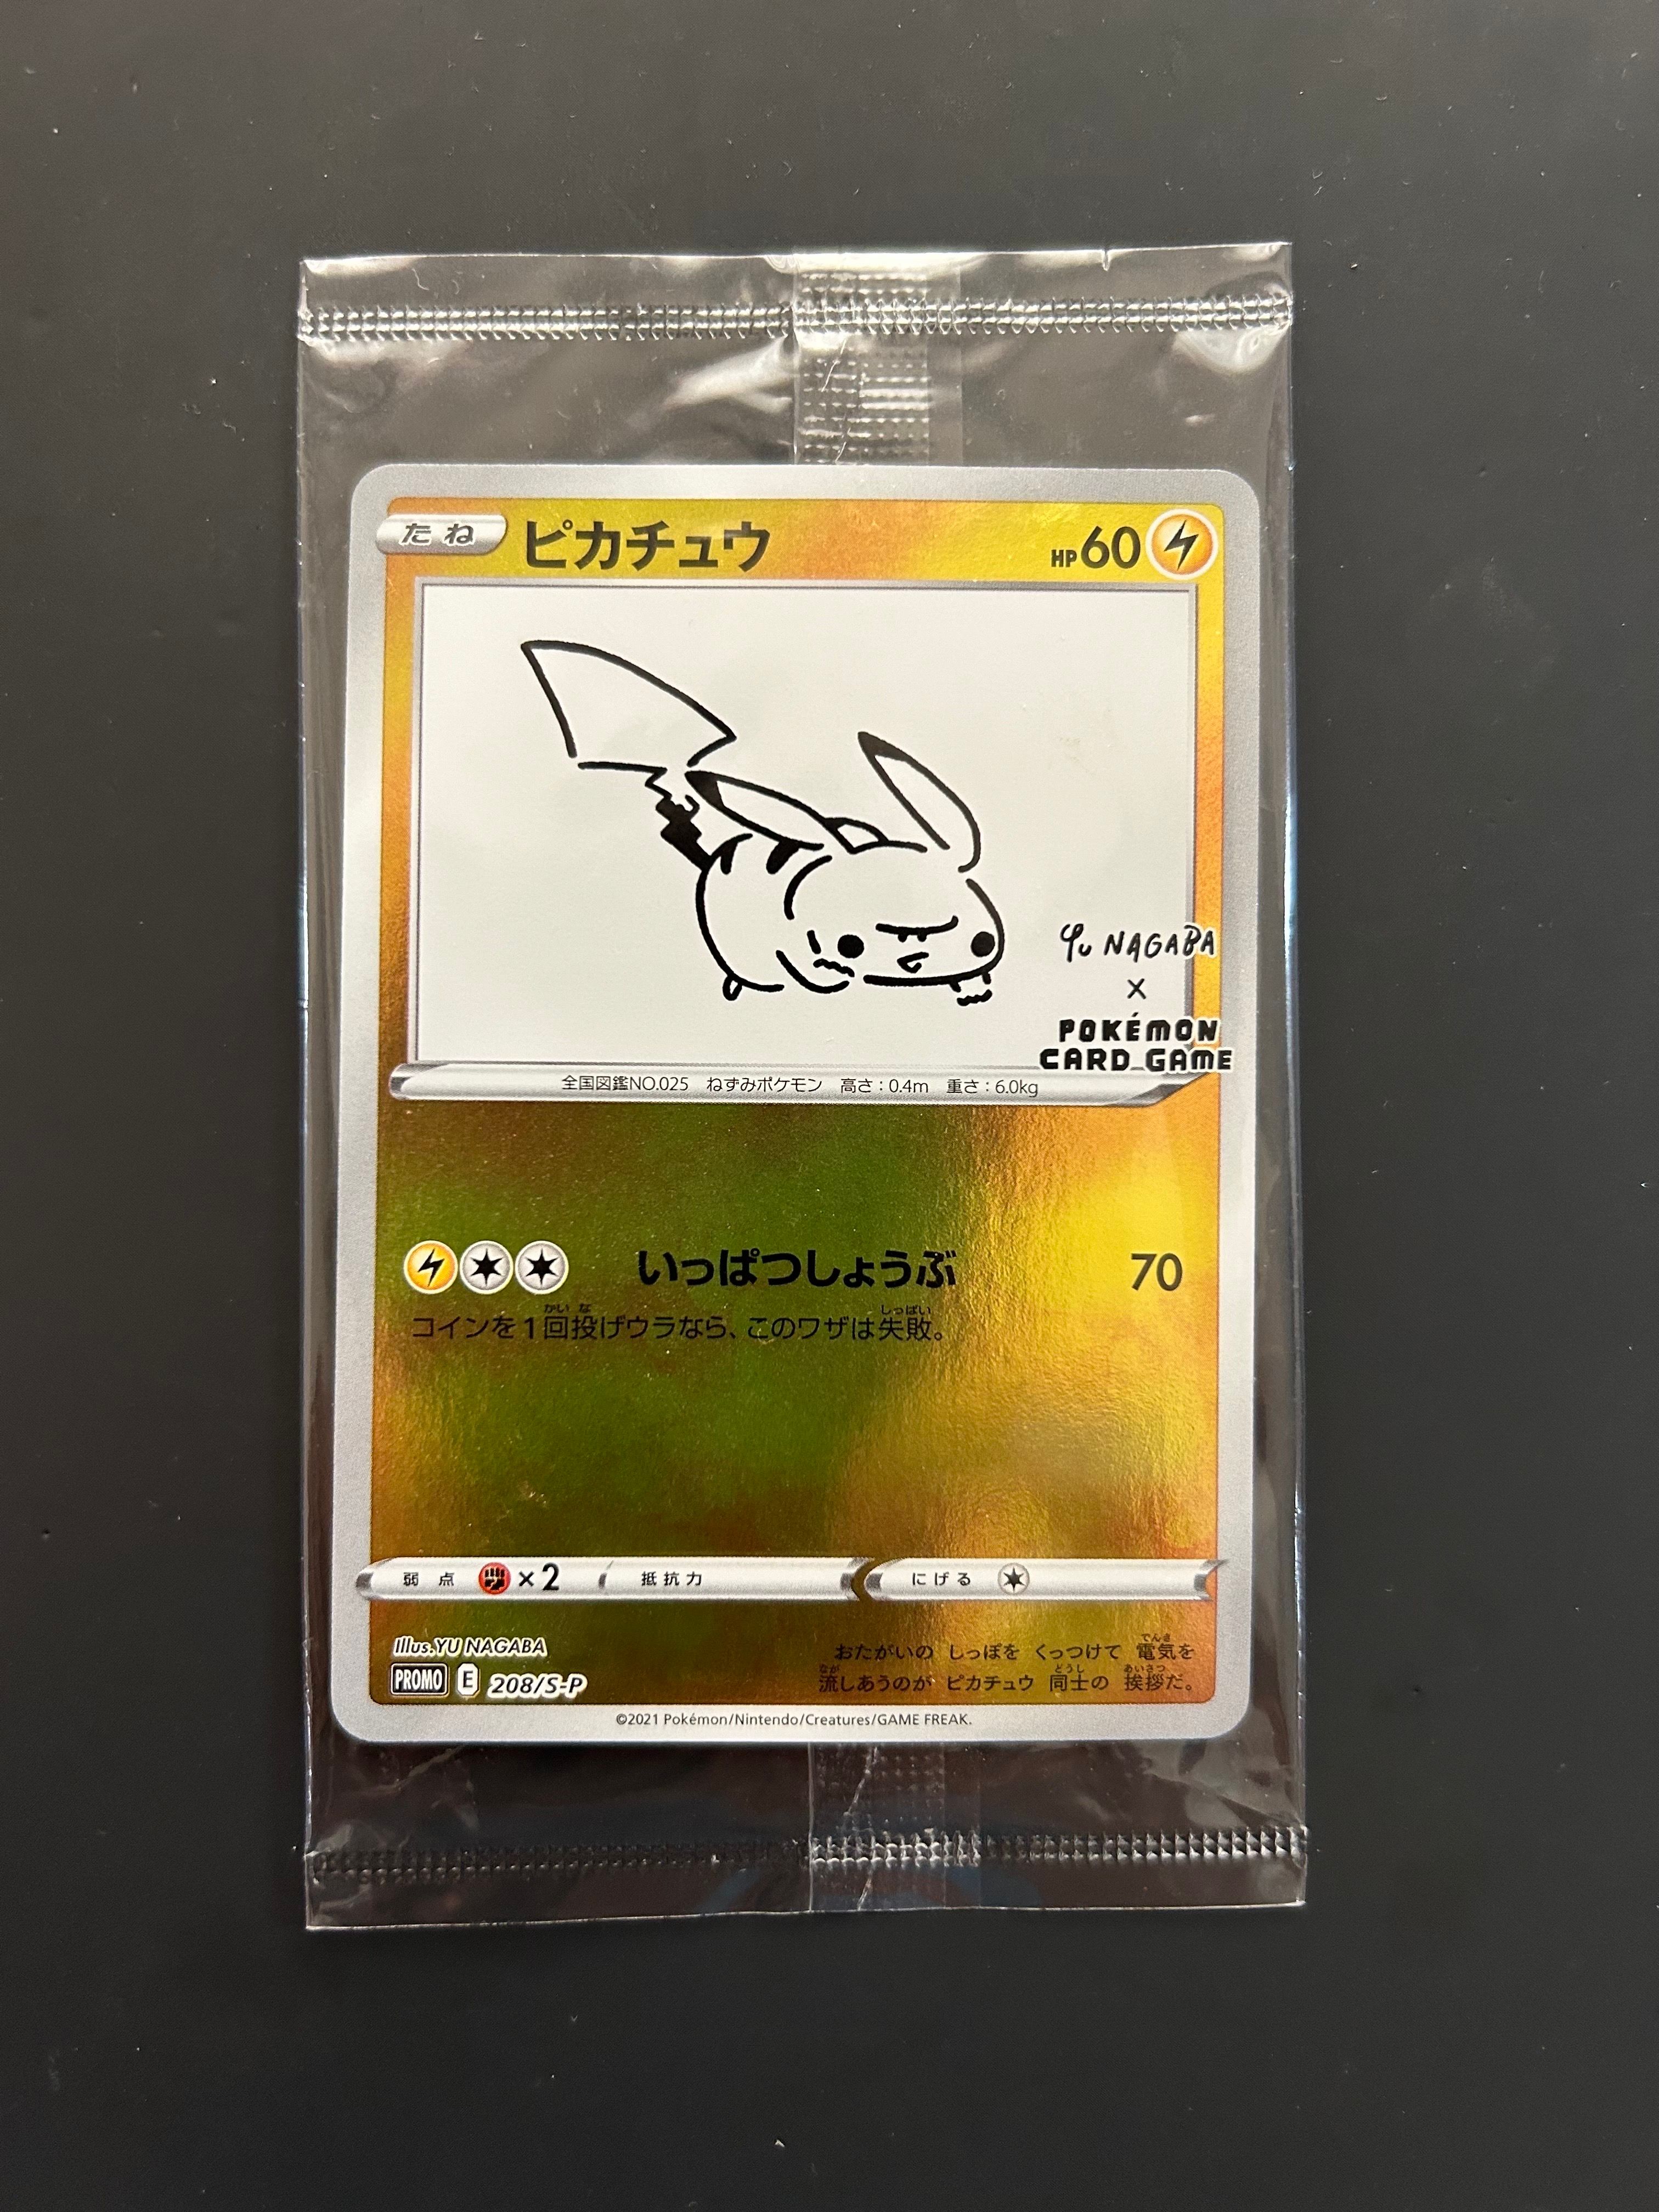 たね ピカチュウ HP60
Yu NAGABA
×
POKÉMON
CARD GAME
全国図鑑NO.025 ねずみポケモン 高さ：0.4m 重さ：6.0kg
いっぱつしょうぶ 70
コインを1回投げウラなら、このワザは失敗。
弱点 ×2 抵抗力 にげる
Illus.YU NAGABA
PROMO E 208/S-P
おたがいの しっぽを くっつけて 電気を
流しあうのが ピカチュウ 同士の 挨拶だ。
©2021 Pokémon/Nintendo/Creatures/GAME FREAK.